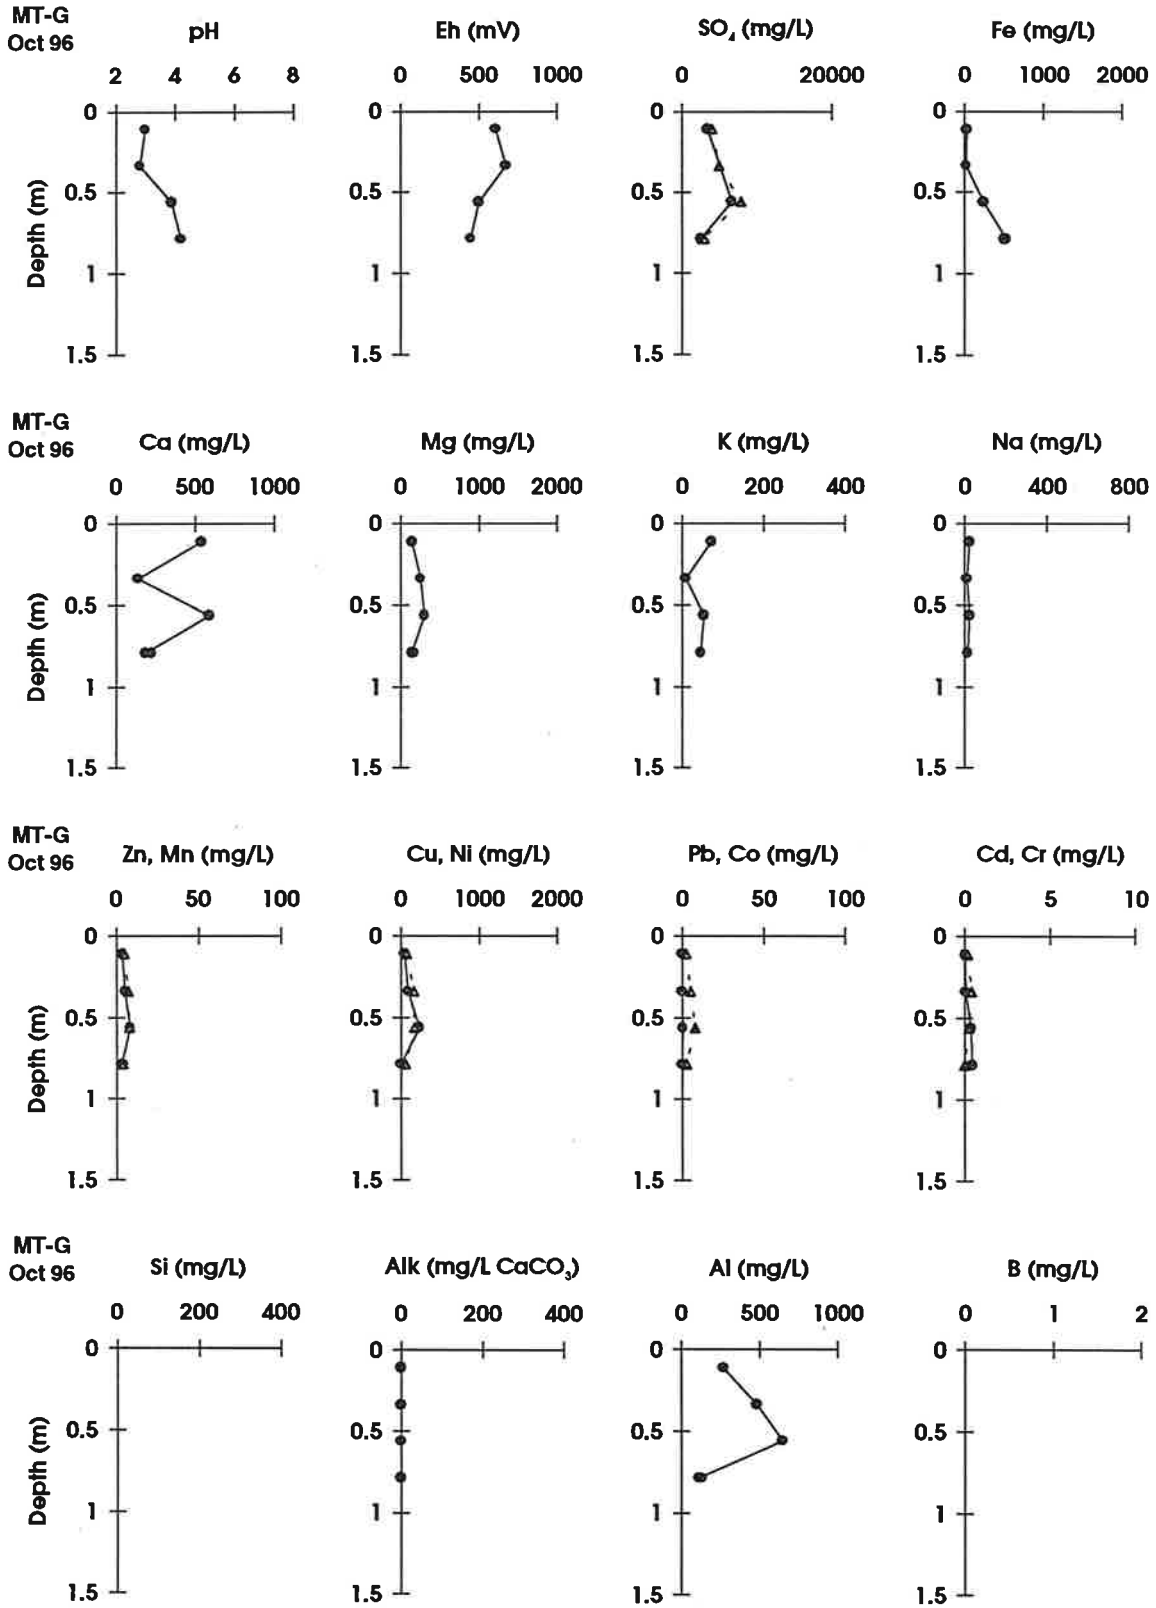 MT-G
Oct 96
pH
Eh (mV)
SO₄ (mg/L)
Fe (mg/L)
2 4 6 8
0 500 1000
0 20000
0 1000 2000
Depth (m)
0 0 0 0
0.5 0.5 0.5 0.5
1 1 1 1
1.5 1.5 1.5 1.5
MT-G
Oct 96
Ca (mg/L)
Mg (mg/L)
K (mg/L)
Na (mg/L)
0 500 1000
0 1000 2000
0 200 400
0 400 800
Depth (m)
0 0 0 0
0.5 0.5 0.5 0.5
1 1 1 1
1.5 1.5 1.5 1.5
MT-G
Oct 96
Zn, Mn (mg/L)
Cu, Ni (mg/L)
Pb, Co (mg/L)
Cd, Cr (mg/L)
0 50 100
0 1000 2000
0 50 100
0 5 10
Depth (m)
0 0 0 0
0.5 0.5 0.5 0.5
1 1 1 1
1.5 1.5 1.5 1.5
MT-G
Oct 96
Si (mg/L)
Alk (mg/L CaCO₃)
Al (mg/L)
B (mg/L)
0 200 400
0 200 400
0 500 1000
0 1 2
Depth (m)
0 0 0 0
0.5 0.5 0.5 0.5
1 1 1 1
1.5 1.5 1.5 1.5